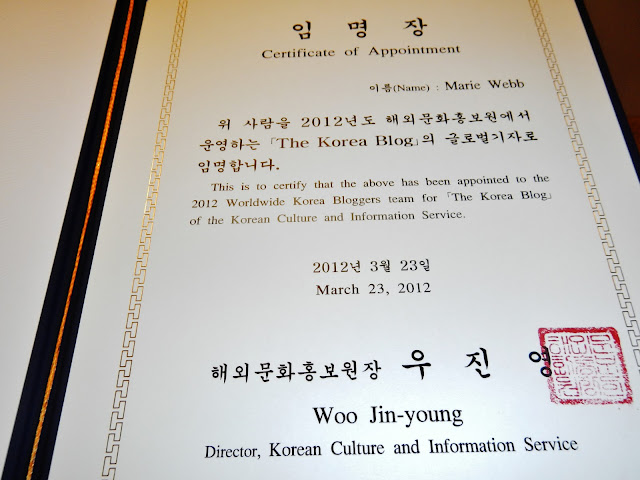 임 명 장
Certificate of Appointment
이름(Name) : Marie Webb
위 사람을 2012년도 해외문화홍보원에서
운영하는 「The Korea Blog」의 글로벌기자로
임명합니다.
This is to certify that the above has been appointed to the
2012 Worldwide Korea Bloggers team for 「The Korea Blog」
of the Korean Culture and Information Service.
2012년 3월 23일
March 23, 2012
해외문화홍보원장 우 진 영
Woo Jin-young
Director, Korean Culture and Information Service